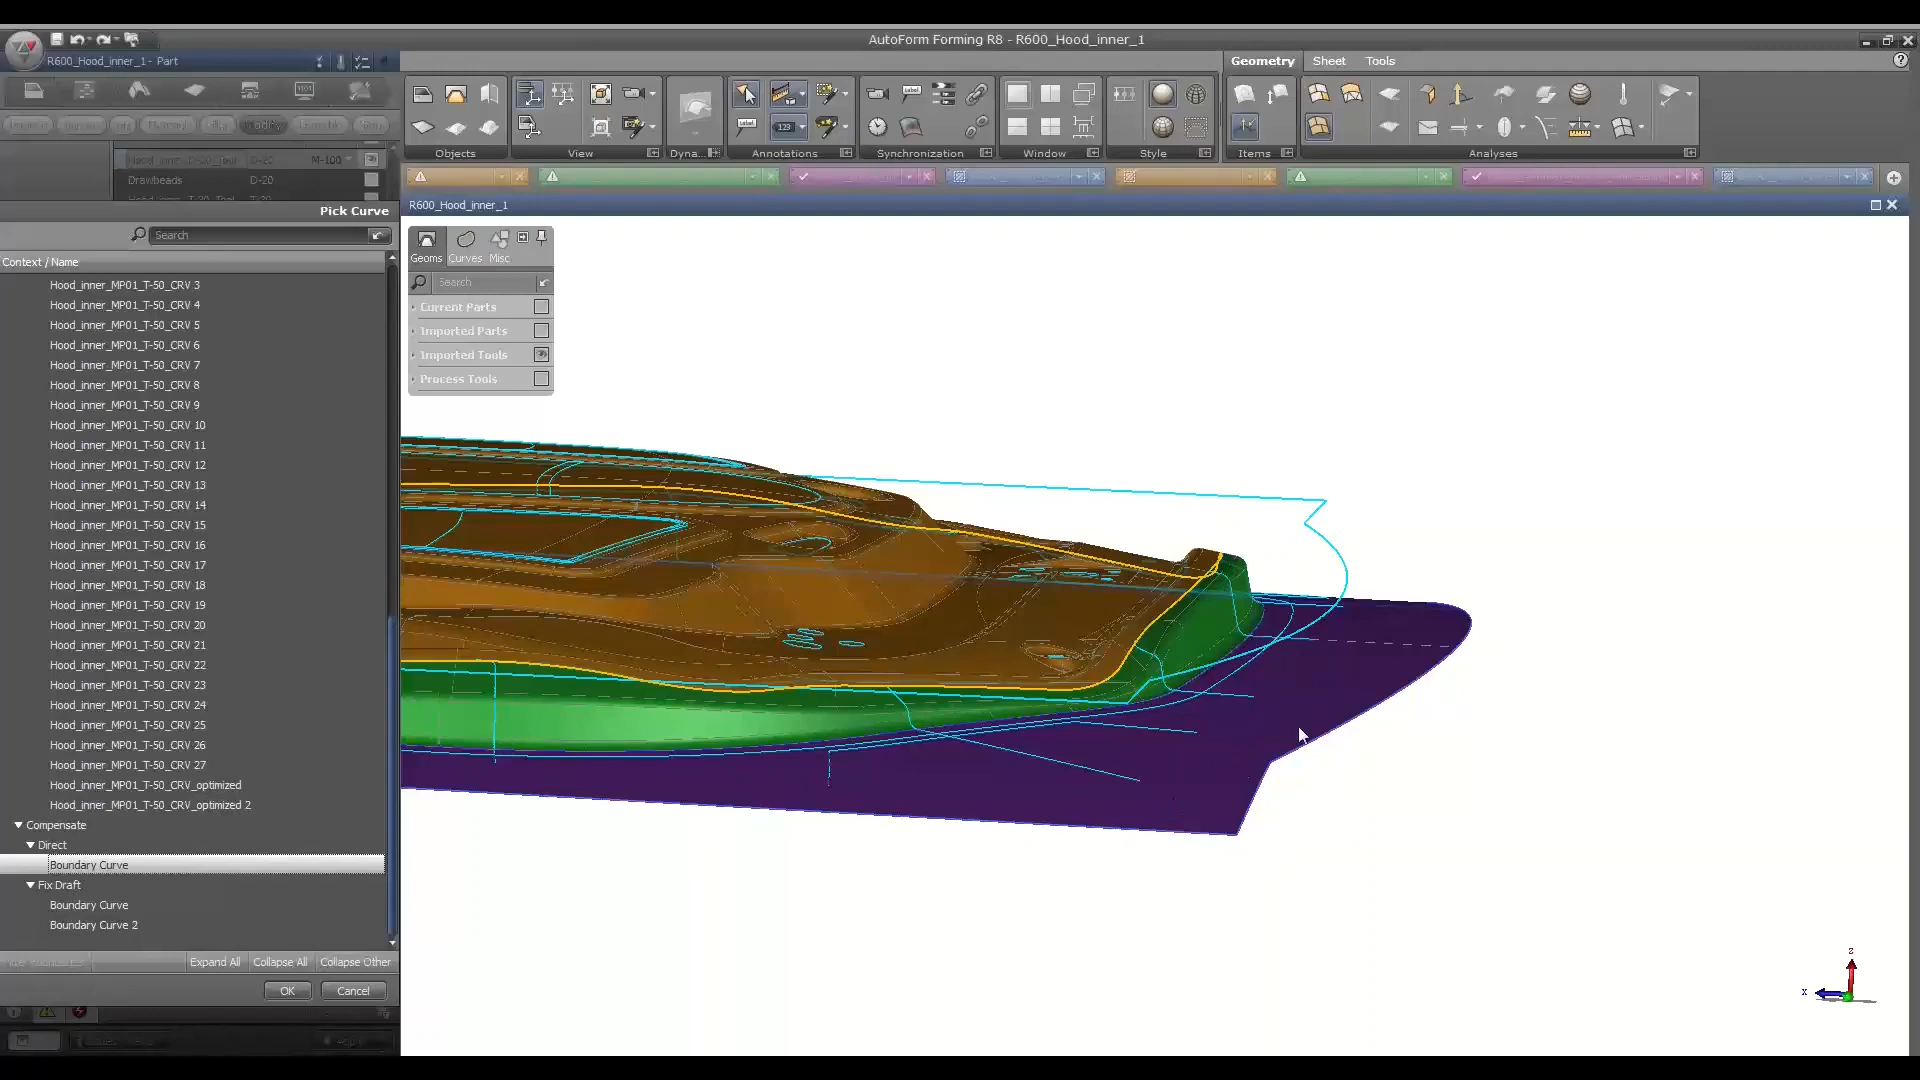 AutoForm Forming R8 - R600_Hood_inner_1
R600_Hood_inner_1 - Part
Geometry Sheet Tools
Objects View Dyna... Annotations Synchronization Window Style Items Analyses
M-100
Drawbeads D-20
Pick Curve
R600_Hood_inner_1
Search
Context / Name
Geoms Curves Misc
Search
Current Parts
Imported Parts
Imported Tools
Process Tools
Hood_inner_MP01_T-50_CRV 3
Hood_inner_MP01_T-50_CRV 4
Hood_inner_MP01_T-50_CRV 5
Hood_inner_MP01_T-50_CRV 6
Hood_inner_MP01_T-50_CRV 7
Hood_inner_MP01_T-50_CRV 8
Hood_inner_MP01_T-50_CRV 9
Hood_inner_MP01_T-50_CRV 10
Hood_inner_MP01_T-50_CRV 11
Hood_inner_MP01_T-50_CRV 12
Hood_inner_MP01_T-50_CRV 13
Hood_inner_MP01_T-50_CRV 14
Hood_inner_MP01_T-50_CRV 15
Hood_inner_MP01_T-50_CRV 16
Hood_inner_MP01_T-50_CRV 17
Hood_inner_MP01_T-50_CRV 18
Hood_inner_MP01_T-50_CRV 19
Hood_inner_MP01_T-50_CRV 20
Hood_inner_MP01_T-50_CRV 21
Hood_inner_MP01_T-50_CRV 22
Hood_inner_MP01_T-50_CRV 23
Hood_inner_MP01_T-50_CRV 24
Hood_inner_MP01_T-50_CRV 25
Hood_inner_MP01_T-50_CRV 26
Hood_inner_MP01_T-50_CRV 27
Hood_inner_MP01_T-50_CRV_optimized
Hood_inner_MP01_T-50_CRV_optimized 2
Compensate
Direct
Boundary Curve
Fix Draft
Boundary Curve
Boundary Curve 2
Expand All Collapse All Collapse Other
OK Cancel
z
x